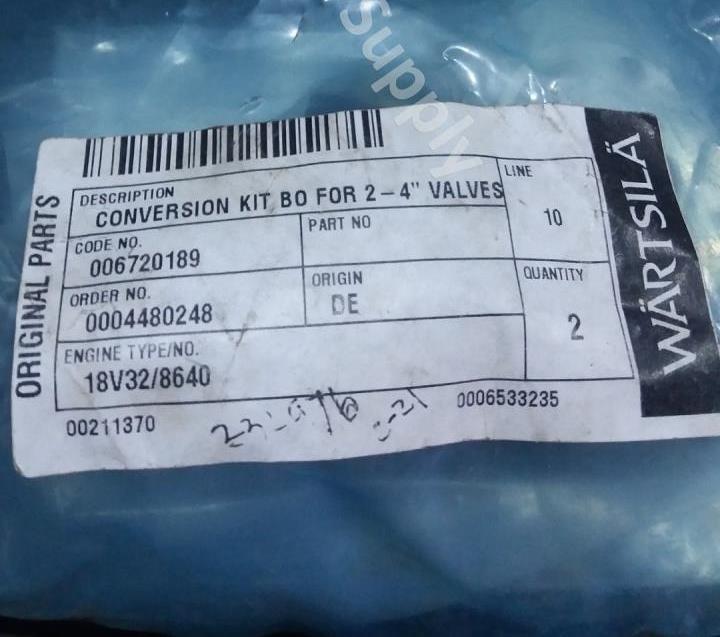 Supply
ORIGINAL PARTS
DESCRIPTION
CONVERSION KIT BO FOR 2-4" VALVES
LINE
10
CODE NO.
006720189
PART NO
ORDER NO.
0004480248
ORIGIN
DE
QUANTITY
2
ENGINE TYPE/NO.
18V32/8640
00211370
0006533235
WÄRTSILÄ